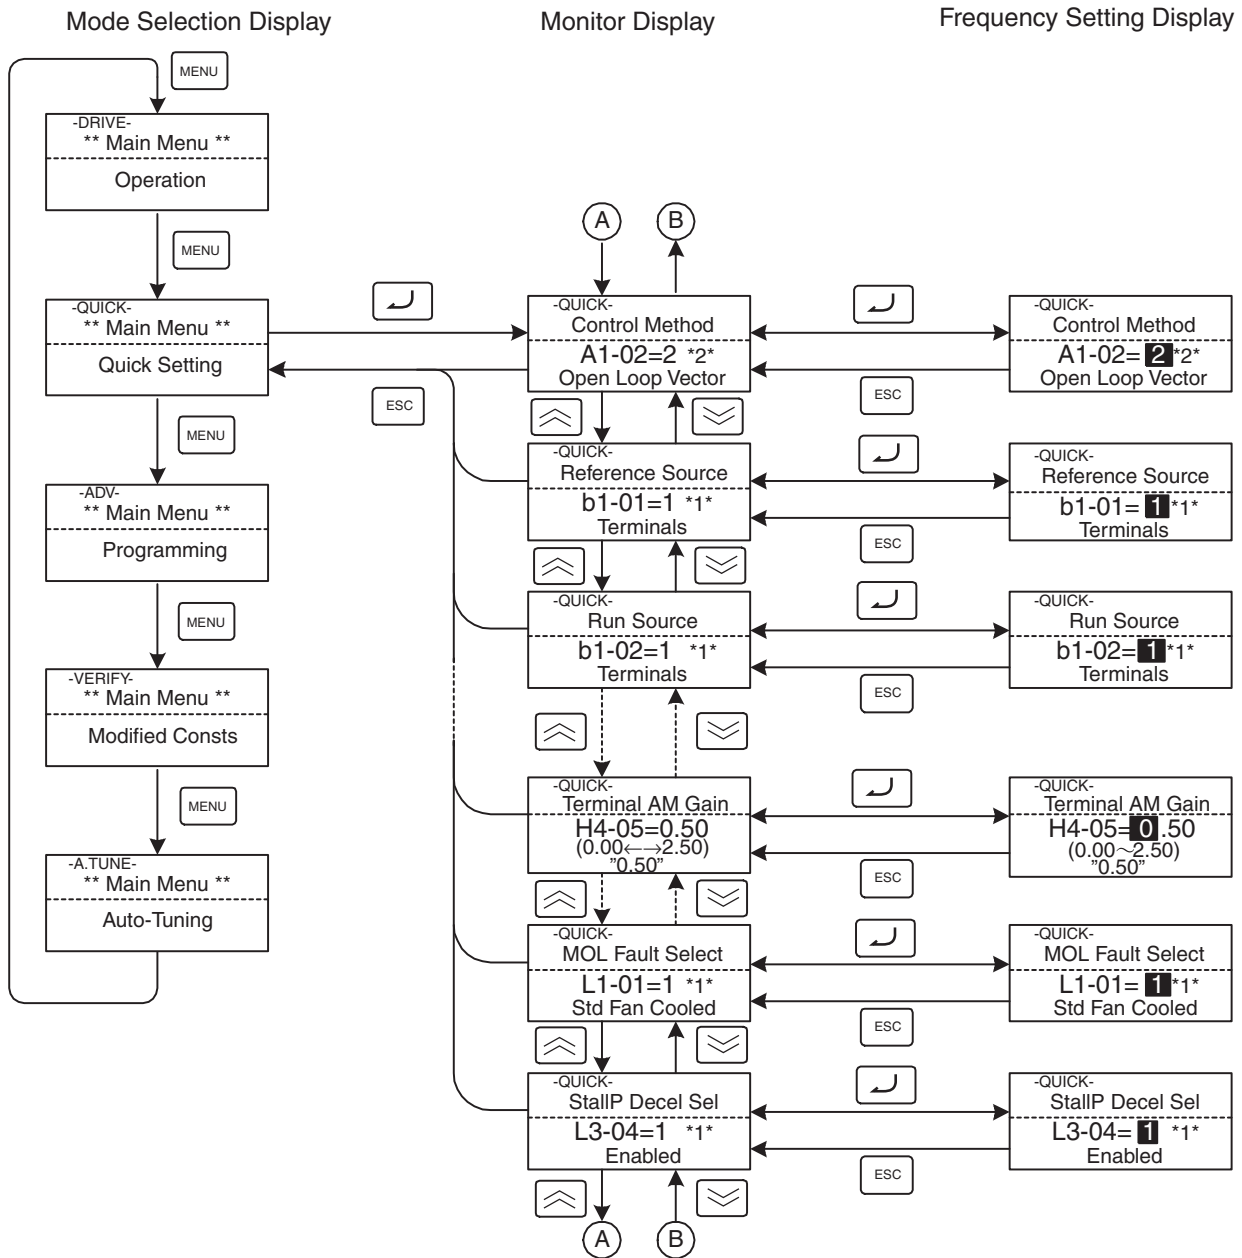 Mode Selection Display
Monitor Display
Frequency Setting Display
MENU
-DRIVE-
** Main Menu **
Operation
MENU
-QUICK-
** Main Menu **
Quick Setting
MENU
-ADV-
** Main Menu **
Programming
MENU
-VERIFY-
** Main Menu **
Modified Consts
MENU
-A.TUNE-
** Main Menu **
Auto-Tuning
ESC
A
B
-QUICK-
Control Method
A1-02=2 *2*
Open Loop Vector
-QUICK-
Reference Source
b1-01=1 *1*
Terminals
-QUICK-
Run Source
b1-02=1 *1*
Terminals
-QUICK-
Terminal AM Gain
H4-05=0.50
(0.00←→2.50)
"0.50"
-QUICK-
MOL Fault Select
L1-01=1 *1*
Std Fan Cooled
-QUICK-
StallP Decel Sel
L3-04=1 *1*
Enabled
A
B
ESC
ESC
ESC
ESC
ESC
ESC
-QUICK-
Control Method
A1-02= 2 *2*
Open Loop Vector
-QUICK-
Reference Source
b1-01= 1 *1*
Terminals
-QUICK-
Run Source
b1-02= 1 *1*
Terminals
-QUICK-
Terminal AM Gain
H4-05= 0 .50
(0.00~2.50)
"0.50"
-QUICK-
MOL Fault Select
L1-01= 1 *1*
Std Fan Cooled
-QUICK-
StallP Decel Sel
L3-04= 1 *1*
Enabled